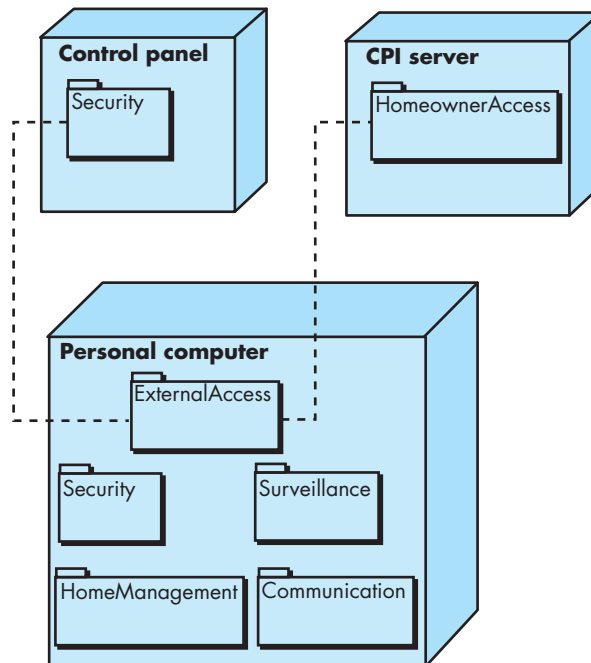 Control panel
Security
CPI server
HomeownerAccess
Personal computer
ExternalAccess
Security
Surveillance
HomeManagement
Communication